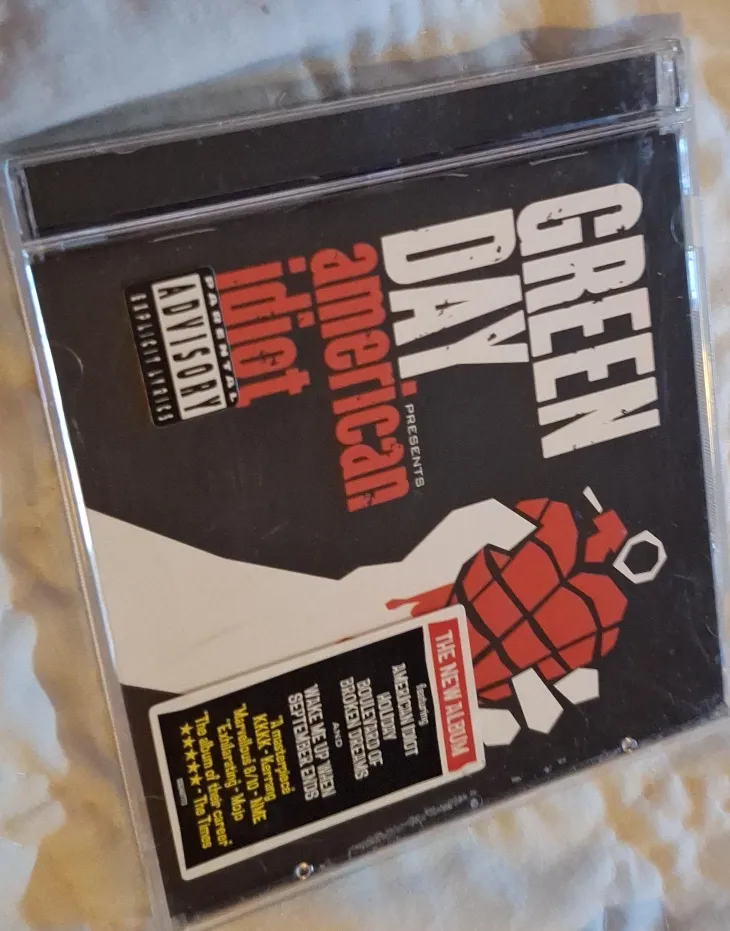 GREEN
DAY.
PRESENTS
american
idiot
PARENTAL
ADVISORY
EXPLICIT LYRICS
THE NEW ALBUM
featuring
AMERICAN IDIOT
HOLIDAY
BOULEVARD OF
BROKEN DREAMS
AND
WAKE ME UP WHEN
SEPTEMBER ENDS
'A masterpiece'
KKKK - Kerrang
'Marvellous' 8/10 - NME
'Exhilarating' - Mojo
'The album of their career'
★★★★★ - The Times